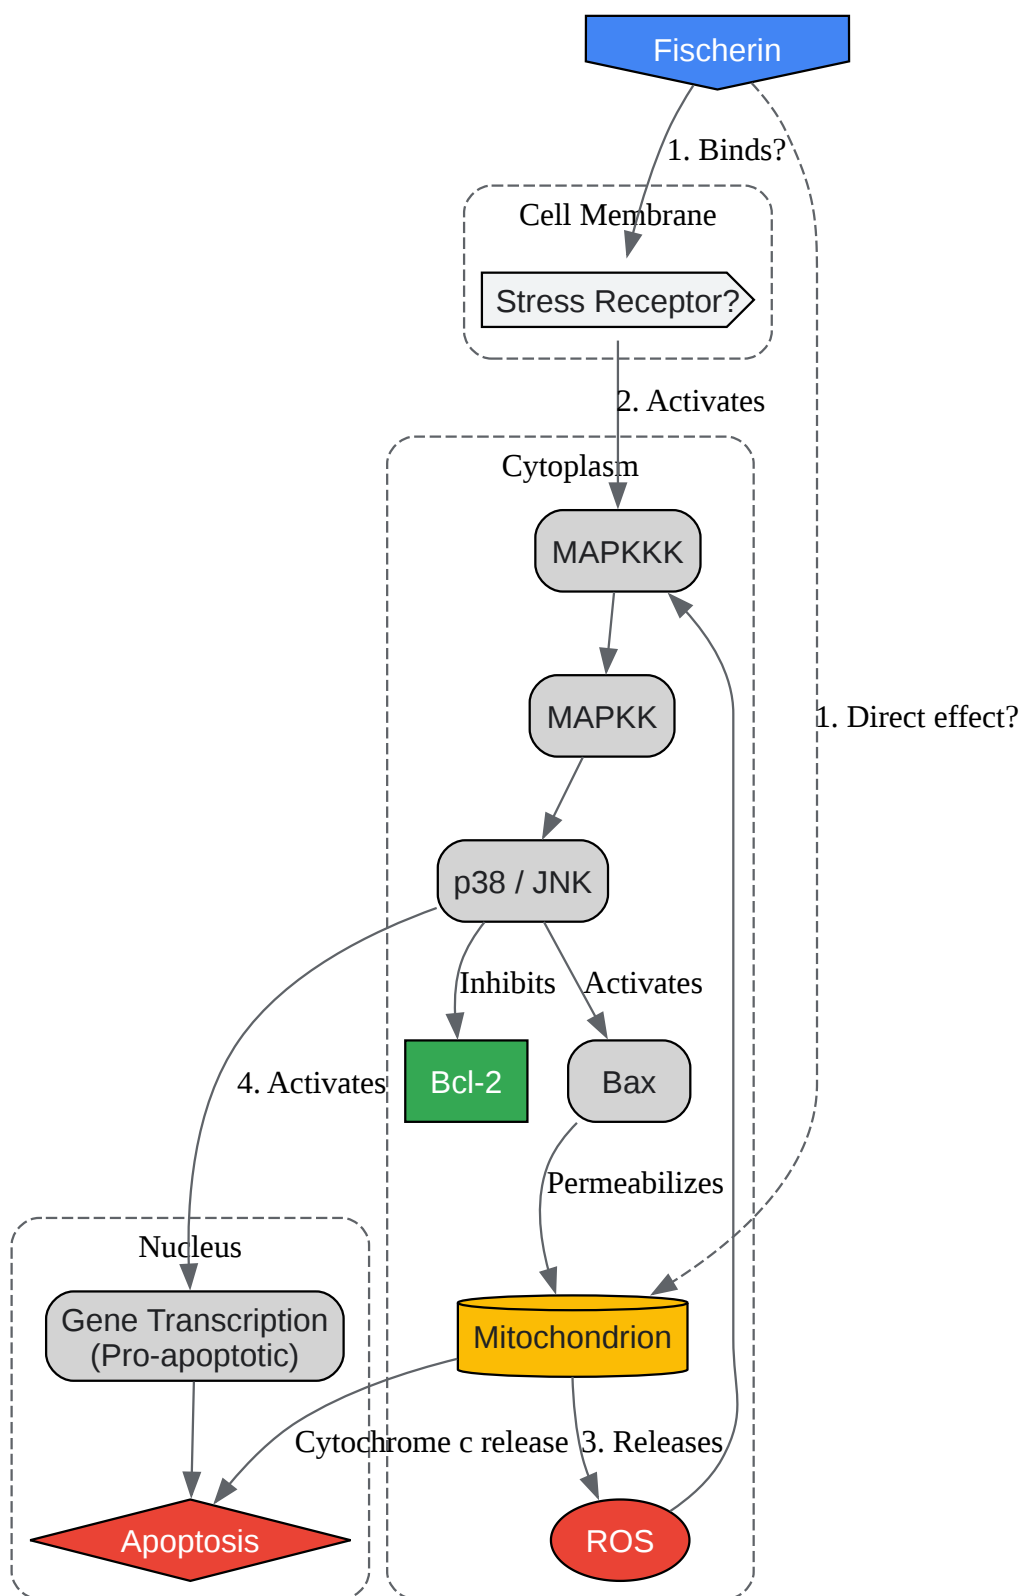 Fischerin
1. Binds?
Cell Membrane
Stress Receptor?
2. Activates
Cytoplasm
MAPKKK
MAPKK
1. Direct effect?
p38 / JNK
Inhibits
Activates
4. Activates
Bcl-2
Bax
Permeabilizes
Nucleus
Gene Transcription
(Pro-apoptotic)
Mitochondrion
Cytochrome c release
3. Releases
Apoptosis
ROS